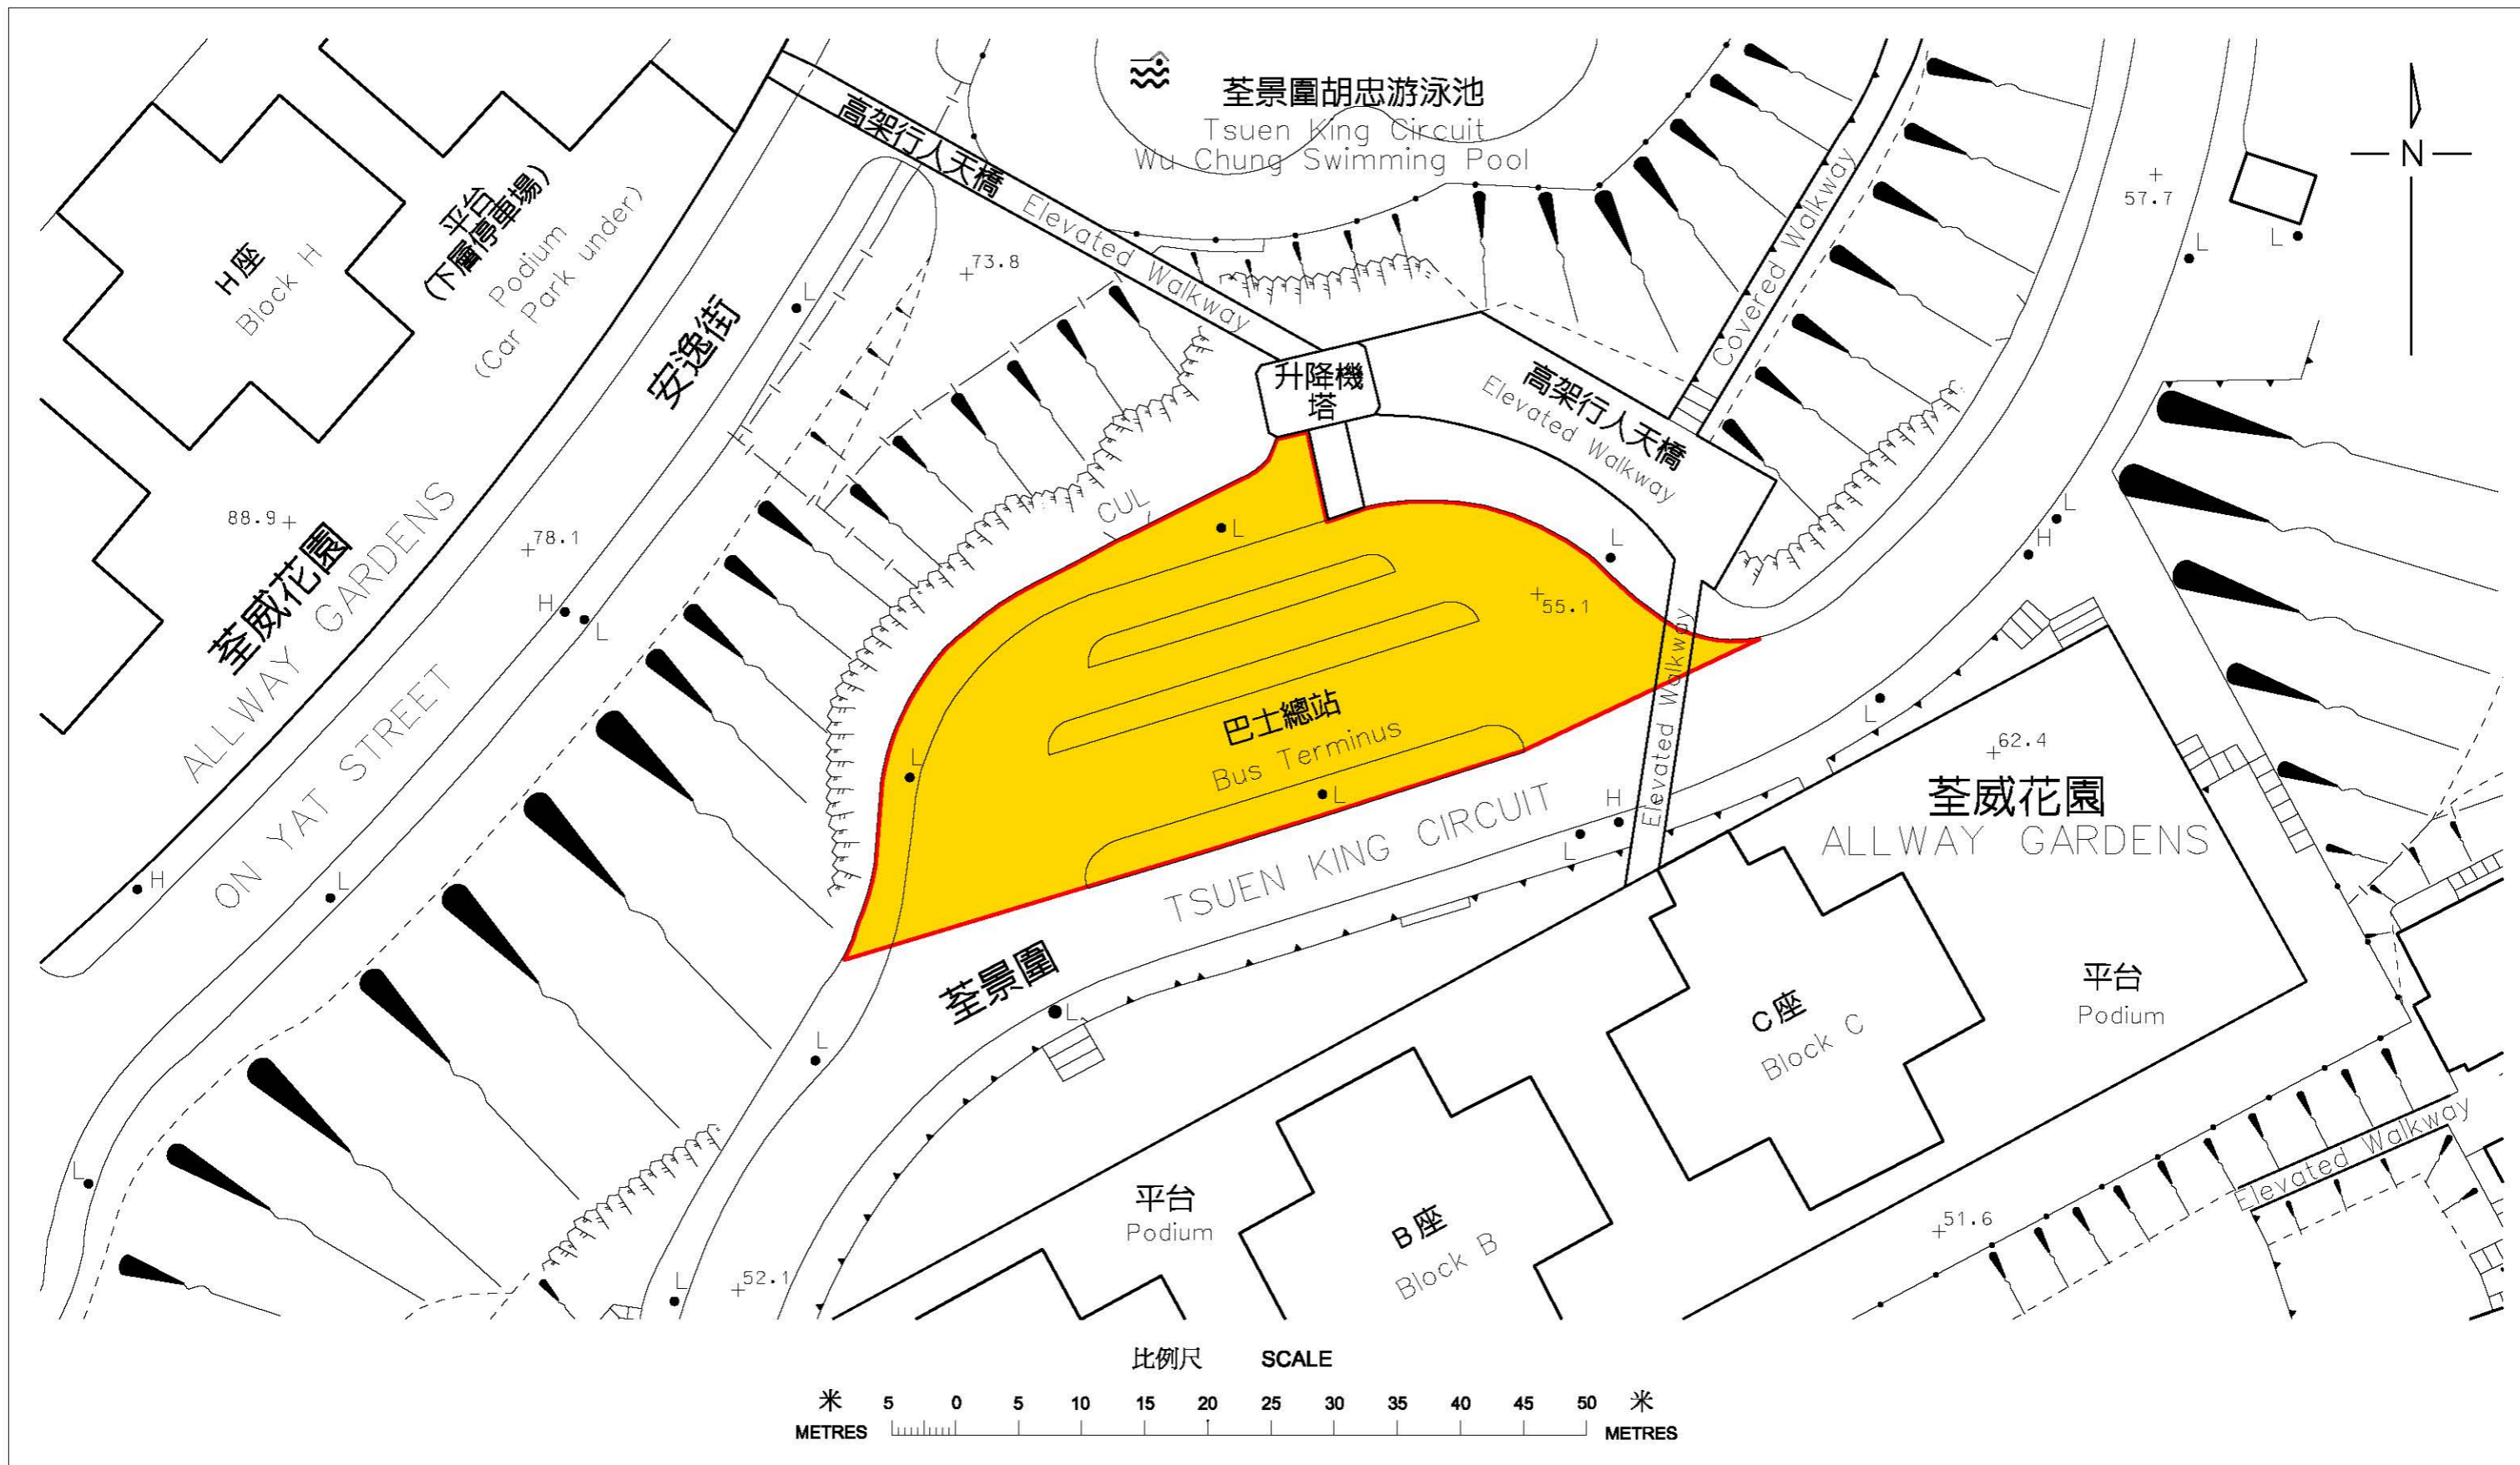 荃景圍胡忠游泳池
Tsuen King Circuit
Wu Chung Swimming Pool
高架行人天橋 Elevated Walkway
平台
(下層停車場)
Podium
(Car Park under)
H座
Block H
73.8
L
安逸街
Covered Walkway
57.7
L
L
N
升降機
塔
高架行人天橋
Elevated Walkway
88.9
荃威花園
ALLWAY GARDENS
78.1
H
L
CUL
L
L
L
H
55.1
ON YAT STREET
L
巴士總站
Bus Terminus
L
Elevated Walkway
L
62.4
荃威花園
ALLWAY GARDENS
H
L
TSUEN KING CIRCUIT
荃景圍
H
L
L
L
C座
Block C
平台
Podium
平台
Podium
B座
Block B
Elevated Walkway
51.6
L
L
52.1
比例尺 SCALE
米 5 0 5 10 15 20 25 30 35 40 45 50 米
METRES METRES